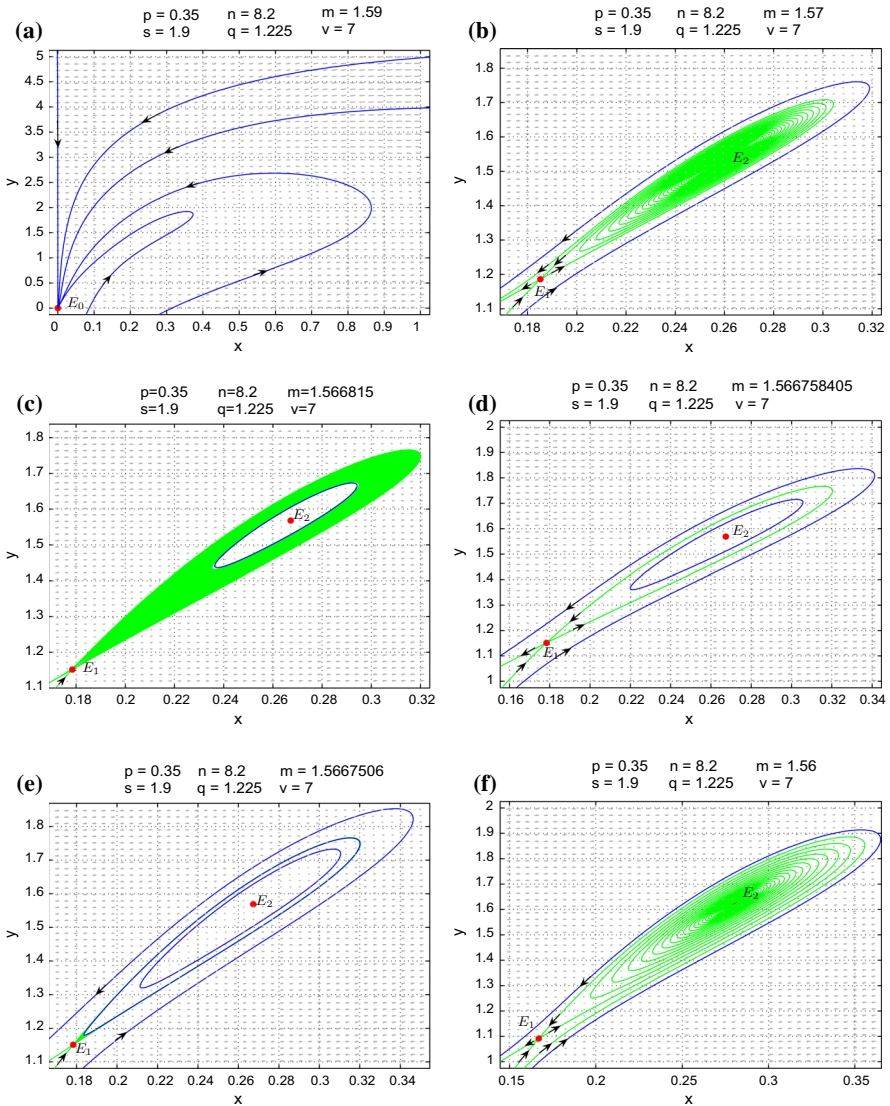 (a)
p = 0.35 n = 8.2 m = 1.59
s = 1.9 q = 1.225 v = 7
y
5
4.5
4
3.5
3
2.5
2
1.5
1
0.5
0
E0
0 0.1 0.2 0.3 0.4 0.5 0.6 0.7 0.8 0.9 1
x
(b)
p = 0.35 n = 8.2 m = 1.57
s = 1.9 q = 1.225 v = 7
y
1.8
1.7
1.6
1.5
1.4
1.3
1.2
1.1
E2
E1
0.18 0.2 0.22 0.24 0.26 0.28 0.3 0.32
x
(c)
p=0.35 n=8.2 m=1.566815
s=1.9 q=1.225 v=7
y
1.8
1.7
1.6
1.5
1.4
1.3
1.2
1.1
E2
E1
0.18 0.2 0.22 0.24 0.26 0.28 0.3 0.32
x
(d)
p = 0.35 n = 8.2 m = 1.566758405
s = 1.9 q = 1.225 v = 7
y
2
1.9
1.8
1.7
1.6
1.5
1.4
1.3
1.2
1.1
1
E2
E1
0.16 0.18 0.2 0.22 0.24 0.26 0.28 0.3 0.32 0.34
x
(e)
p = 0.35 n = 8.2 m = 1.5667506
s = 1.9 q = 1.225 v = 7
y
1.8
1.7
1.6
1.5
1.4
1.3
1.2
1.1
E2
E1
0.18 0.2 0.22 0.24 0.26 0.28 0.3 0.32 0.34
x
(f)
p = 0.35 n = 8.2 m = 1.56
s = 1.9 q = 1.225 v = 7
y
2
1.9
1.8
1.7
1.6
1.5
1.4
1.3
1.2
1.1
1
E2
E1
0.15 0.2 0.25 0.3 0.35
x